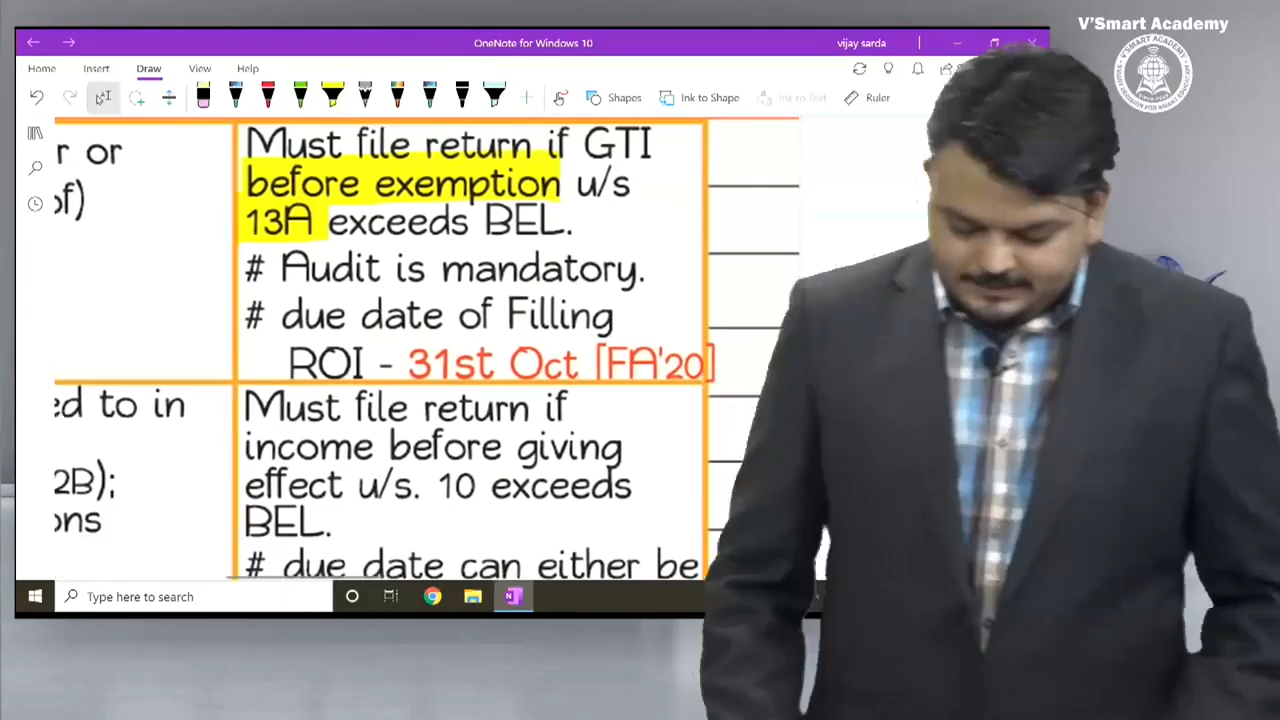 V'Smart Academy
OneNote for Windows 10
vijay sarda
Home Insert Draw View Help
Shapes Ink to Shape Ink to Text Ruler
r or
of)
Must file return if GTI
before exemption u/s
13A exceeds BEL.
# Audit is mandatory.
# due date of Filling
ROI - 31st Oct [FA'20]
ed to in
2B);
ons
Must file return if
income before giving
effect u/s. 10 exceeds
BEL.
# due date can either be
Type here to search